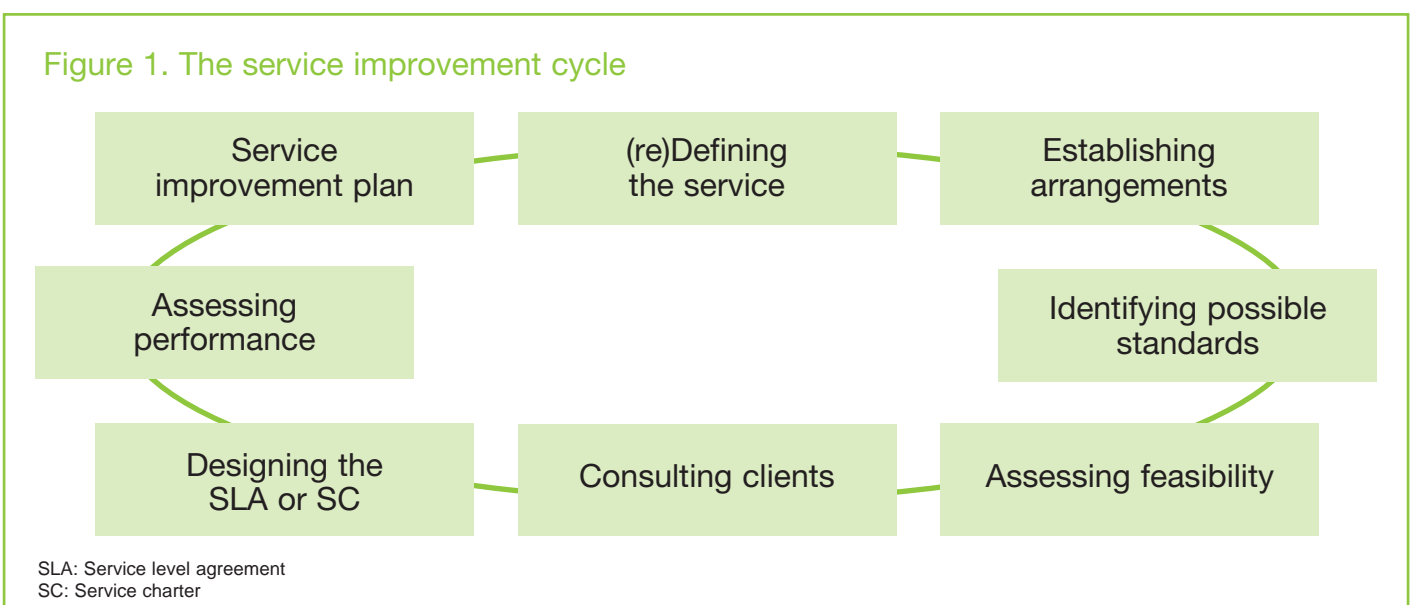 Figure 1. The service improvement cycle
Service
improvement plan
(re)Defining
the service
Establishing
arrangements
Assessing
performance
Identifying possible
standards
Designing the
SLA or SC
Consulting clients
Assessing feasibility
SLA: Service level agreement
SC: Service charter